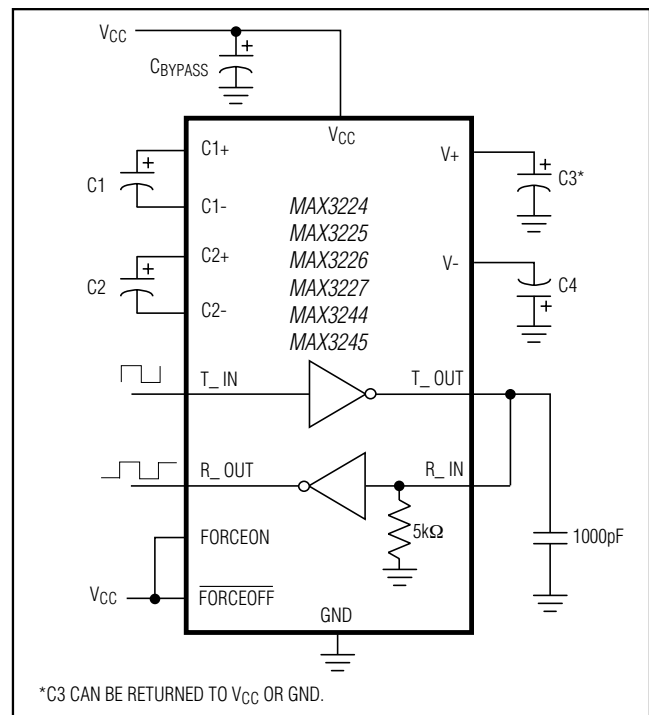 VCC
CBYPASS
+
VCC
C1+
C1
+
C1-
C2+
C2
+
C2-
MAX3224
MAX3225
MAX3226
MAX3227
MAX3244
MAX3245
V+
+
C3*
V-
C4
+
T_ IN
T_ OUT
R_ OUT
R_ IN
5kΩ
1000pF
FORCEON
VCC
FORCEOFF
GND
*C3 CAN BE RETURNED TO VCC OR GND.